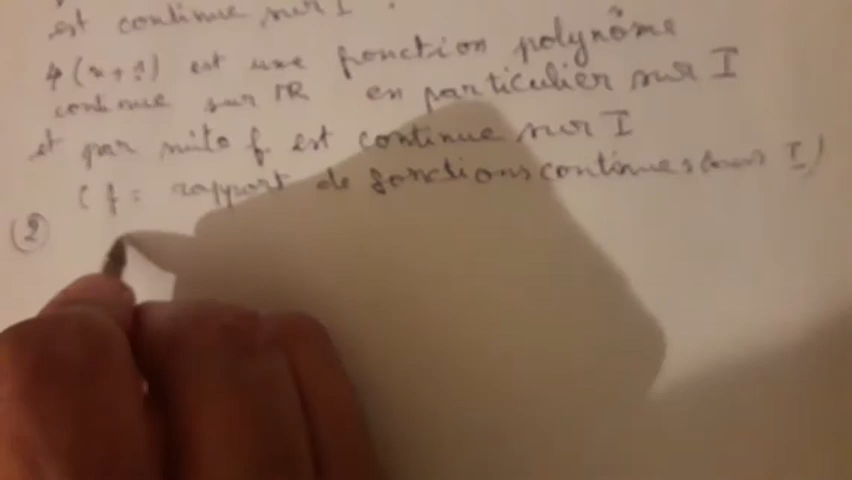 est continue sur I .
4(x+1) est une fonction polynôme
continue sur IR en particulier sur I
et par suite f est continue sur I
(f = rapport de fonctions continues sur I)
2